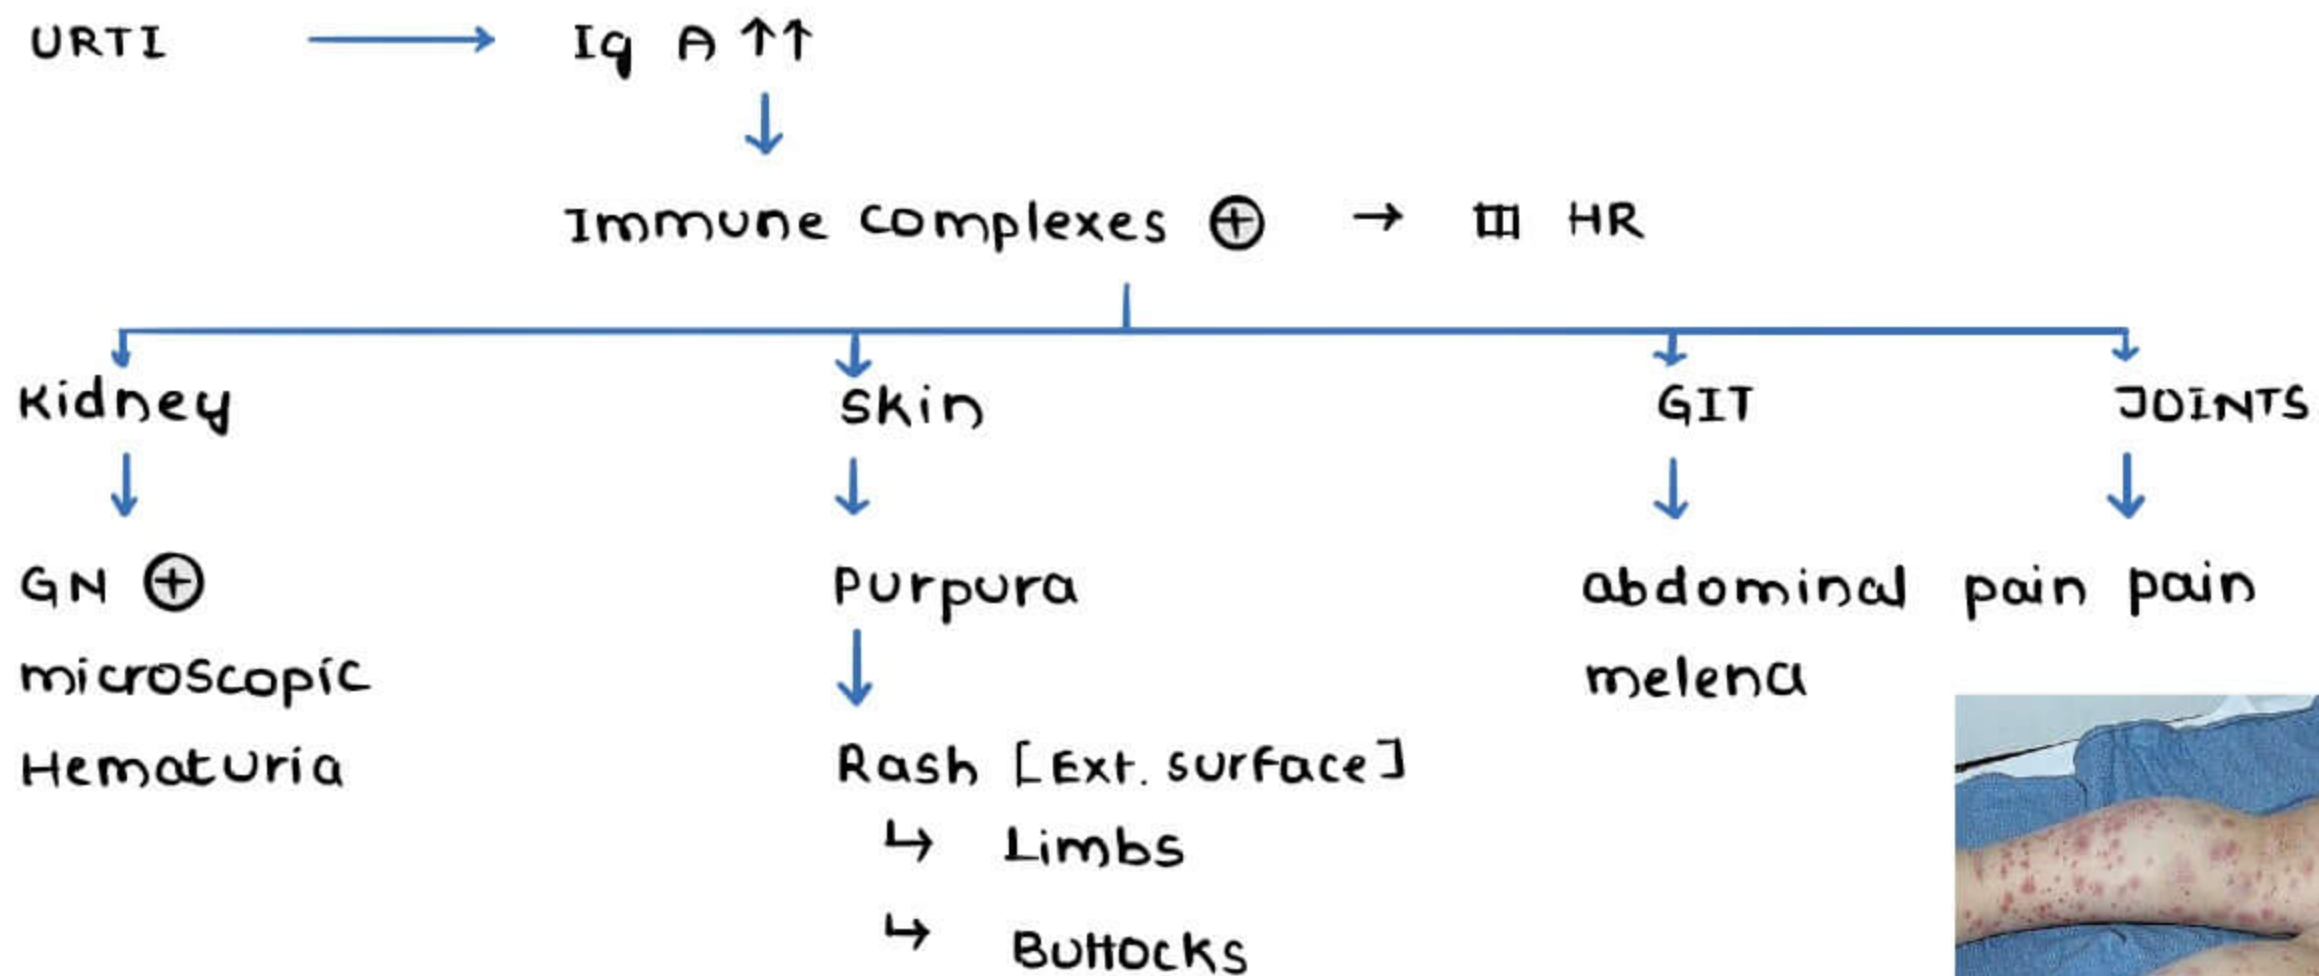 URTI → Ig A ↑↑
↓
Immune complexes ⊕ → III HR
Kidney Skin GIT JOINTS
↓ ↓ ↓ ↓
GN ⊕ Purpura abdominal pain pain
microscopic ↓ melena
Hematuria Rash [Ext. surface]
↳ Limbs
↳ Buttocks